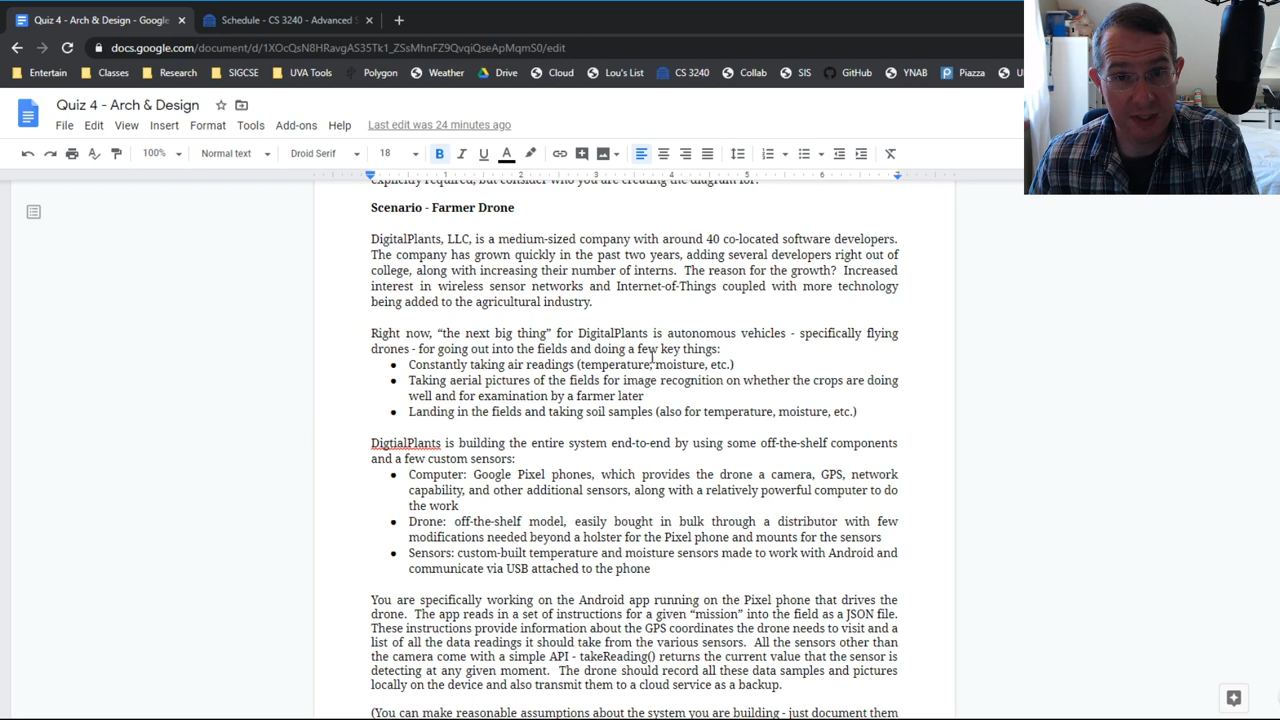 Quiz 4 - Arch & Design - Google
Schedule - CS 3240 - Advanced S
docs.google.com/document/d/1XOcQsN8HRavgAS35Tk1_ZSsMhnFZ9QvqiQseApMqmS0/edit
Entertain Classes Research SIGCSE UVA Tools Polygon Weather Drive Cloud Lou's List CS 3240 Collab SIS GitHub YNAB Piazza U
Quiz 4 - Arch & Design
File Edit View Insert Format Tools Add-ons Help Last edit was 24 minutes ago
100% Normal text Droid Serif 18 B I U A
1 2 3 4 5 6 7
explicitly required, but consider who you are creating the diagram for.
Scenario - Farmer Drone
DigitalPlants, LLC, is a medium-sized company with around 40 co-located software developers.
The company has grown quickly in the past two years, adding several developers right out of
college, along with increasing their number of interns. The reason for the growth? Increased
interest in wireless sensor networks and Internet-of-Things coupled with more technology
being added to the agricultural industry.
Right now, “the next big thing” for DigitalPlants is autonomous vehicles - specifically flying
drones - for going out into the fields and doing a few key things:
● Constantly taking air readings (temperature, moisture, etc.)
● Taking aerial pictures of the fields for image recognition on whether the crops are doing
well and for examination by a farmer later
● Landing in the fields and taking soil samples (also for temperature, moisture, etc.)
DigtialPlants is building the entire system end-to-end by using some off-the-shelf components
and a few custom sensors:
● Computer: Google Pixel phones, which provides the drone a camera, GPS, network
capability, and other additional sensors, along with a relatively powerful computer to do
the work
● Drone: off-the-shelf model, easily bought in bulk through a distributor with few
modifications needed beyond a holster for the Pixel phone and mounts for the sensors
● Sensors: custom-built temperature and moisture sensors made to work with Android and
communicate via USB attached to the phone
You are specifically working on the Android app running on the Pixel phone that drives the
drone. The app reads in a set of instructions for a given “mission” into the field as a JSON file.
These instructions provide information about the GPS coordinates the drone needs to visit and a
list of all the data readings it should take from the various sensors. All the sensors other than
the camera come with a simple API - takeReading() returns the current value that the sensor is
detecting at any given moment. The drone should record all these data samples and pictures
locally on the device and also transmit them to a cloud service as a backup.
(You can make reasonable assumptions about the system you are building - just document them